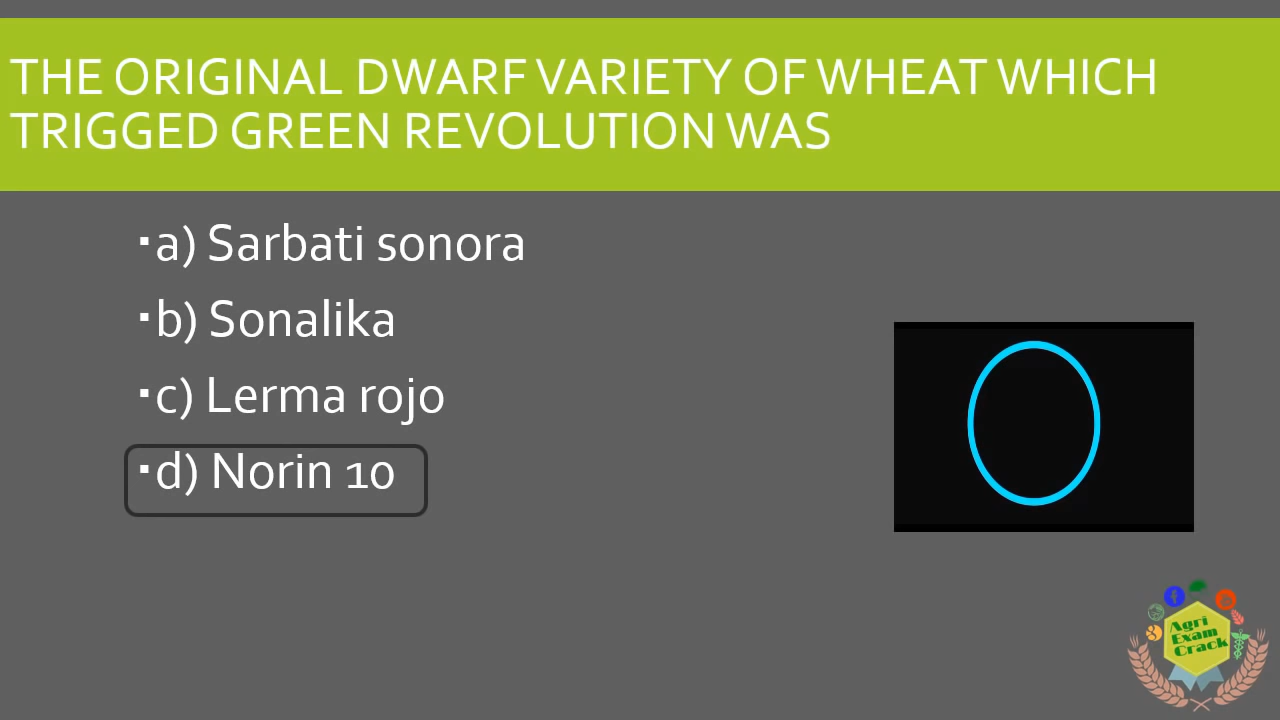 THE ORIGINAL DWARF VARIETY OF WHEAT WHICH
TRIGGED GREEN REVOLUTION WAS
▪a) Sarbati sonora
▪b) Sonalika
▪c) Lerma rojo
▪d) Norin 10
Agri
Exam
Crack